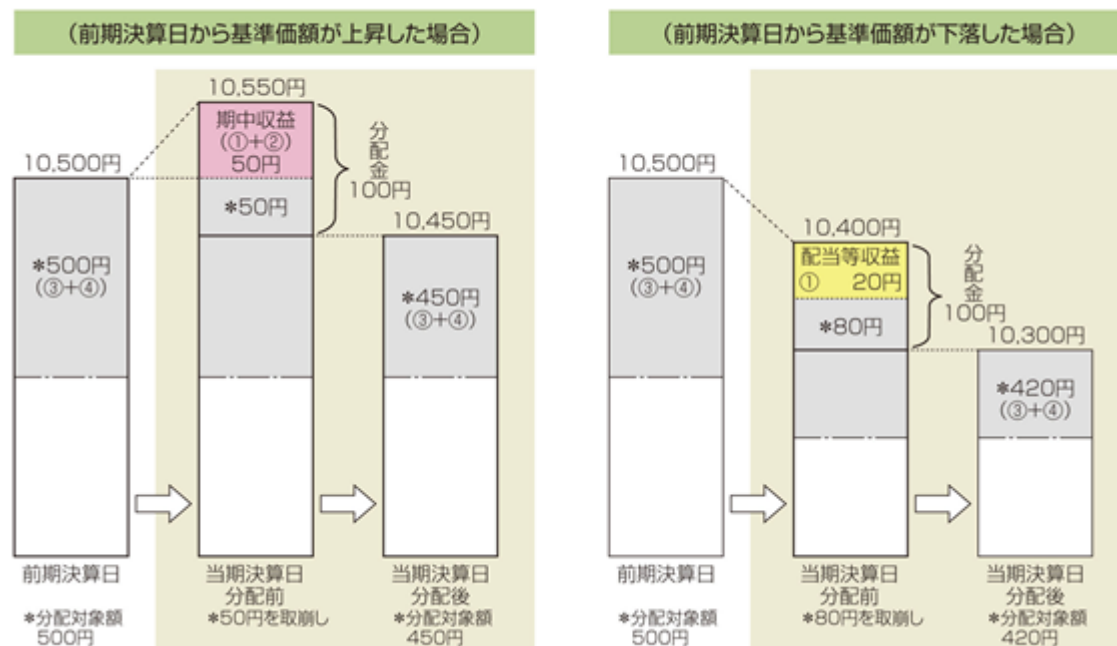 (前期決算日から基準価額が上昇した場合)
10,550円
期中収益
(①+②)
50円
分配金
100円
10,500円
*50円
10,450円
*500円
(③+④)
*450円
(③+④)
前期決算日
当期決算日
分配前
当期決算日
分配後
*分配対象額
500円
*50円を取崩し
*分配対象額
450円
(前期決算日から基準価額が下落した場合)
10,500円
10,400円
配当等収益
① 20円
分配金
100円
*500円
(③+④)
*80円
10,300円
*420円
(③+④)
前期決算日
当期決算日
分配前
当期決算日
分配後
*分配対象額
500円
*80円を取崩し
*分配対象額
420円